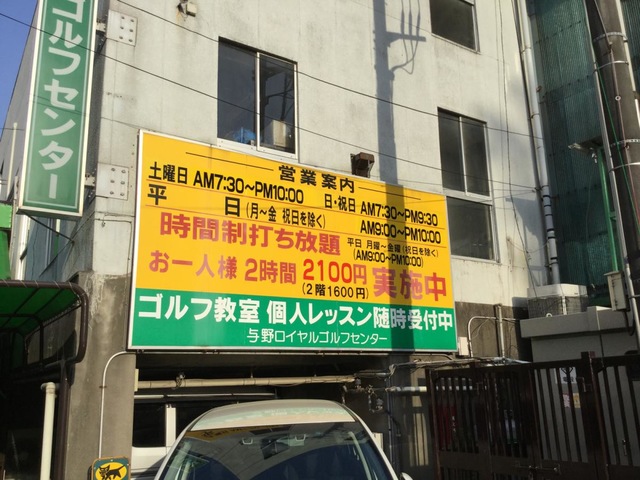 ゴルフセンター
営業案内
土曜日 AM7:30~PM10:00 日・祝日 AM7:30~PM9:30
平日(月~金 祝日を除く) AM9:00~PM10:00
時間制打ち放題 平日 月曜~金曜(祝日を除く)
(AM9:00~PM10:00)
お一人様 2時間 2100円 実施中
(2階1600円)
ゴルフ教室 個人レッスン随時受付中
与野ロイヤルゴルフセンター